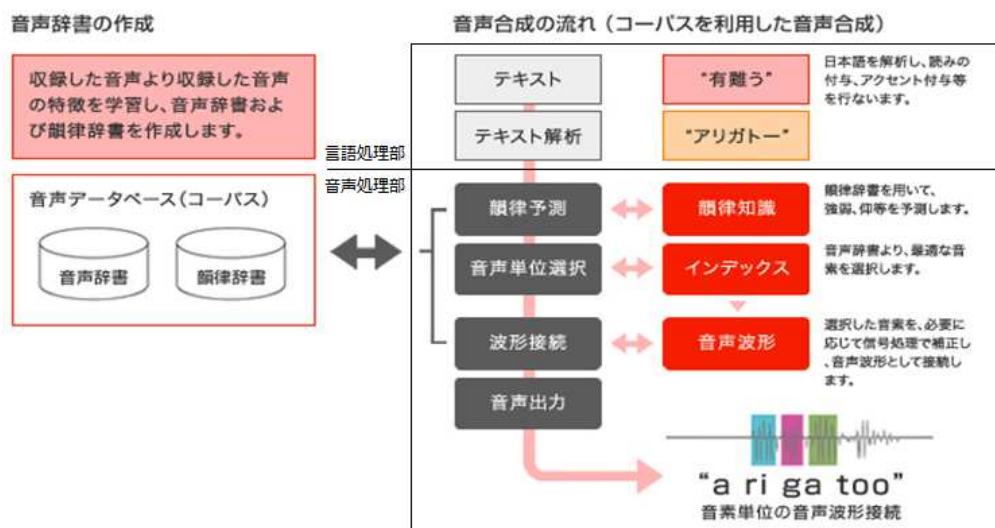 音声辞書の作成
収録した音声より収録した音声
の特徴を学習し、音声辞書およ
び韻律辞書を作成します。
言語処理部
音声処理部
音声データベース(コーパス)
音声辞書
韻律辞書
音声合成の流れ(コーパスを利用した音声合成)
テキスト
"有難う"
日本語を解析し、読みの
付与、アクセント付与等
を行ないます。
テキスト解析
"アリガトー"
韻律予測
韻律知識
韻律辞書を用いて、
強弱、仰等を予測します。
音声単位選択
インデックス
音声辞書より、最適な音
素を選択します。
波形接続
音声波形
選択した音素を、必要に
応じて信号処理で補正し
、音声波形として接続し
ます。
音声出力
"a ri ga too"
音素単位の音声波形接続